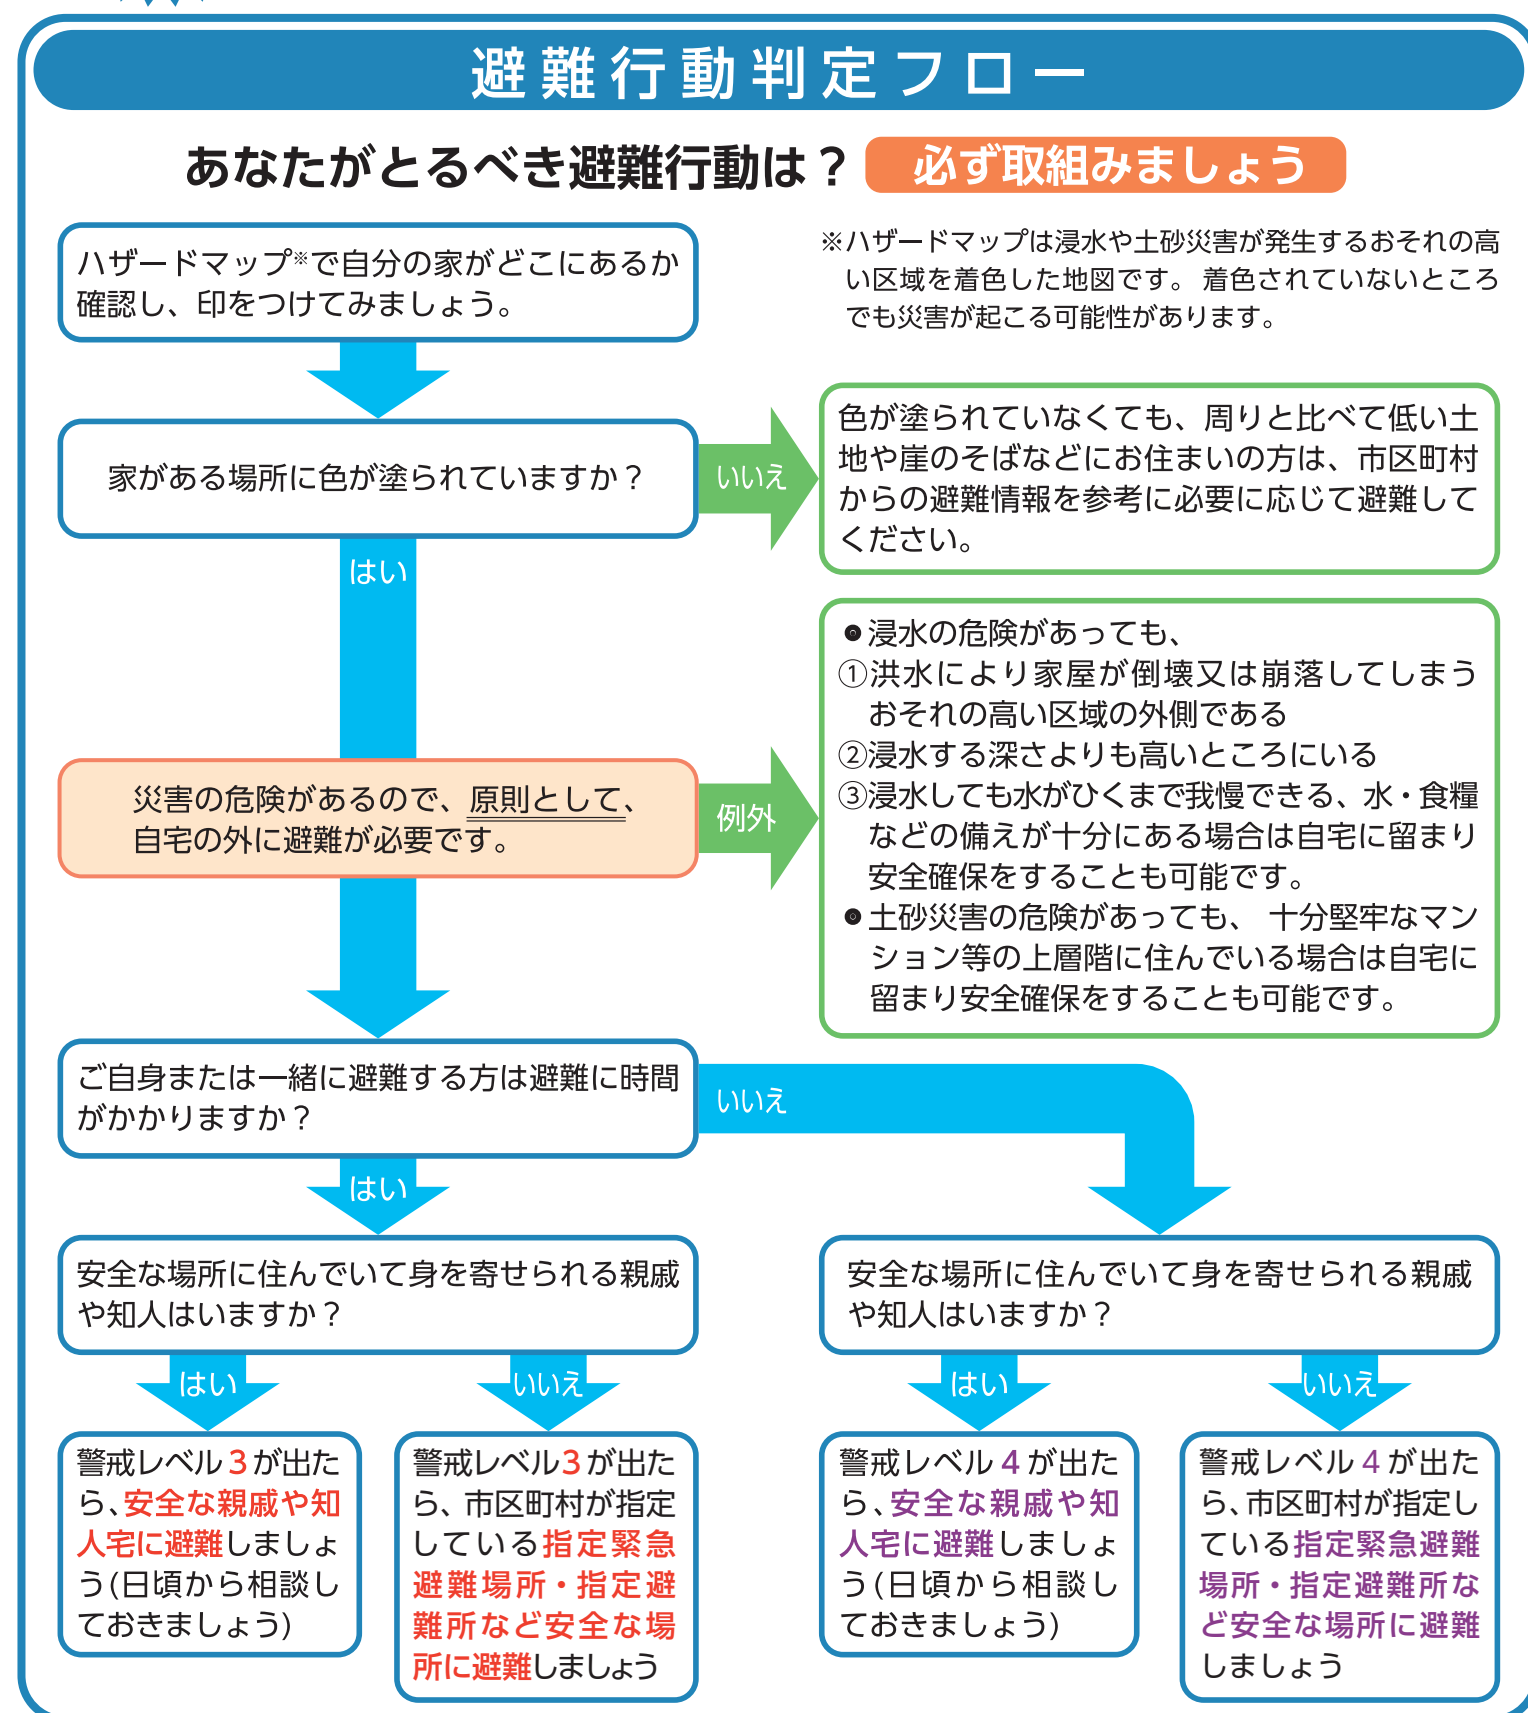 避難行動判定フロー
あなたがとるべき避難行動は？ 必ず取組みましょう
ハザードマップ※で自分の家がどこにあるか
確認し、印をつけてみましょう。
※ハザードマップは浸水や土砂災害が発生するおそれの高
い区域を着色した地図です。着色されていないところ
でも災害が起こる可能性があります。
家がある場所に色が塗られていますか？
いいえ
色が塗られていなくても、周りと比べて低い土
地や崖のそばなどにお住まいの方は、市区町村
からの避難情報を参考に必要に応じて避難して
ください。
はい
災害の危険があるので、原則として、
自宅の外に避難が必要です。
例外
●浸水の危険があっても、
①洪水により家屋が倒壊又は崩落してしまう
おそれの高い区域の外側である
②浸水する深さよりも高いところにいる
③浸水しても水がひくまで我慢できる、水・食糧
などの備えが十分にある場合は自宅に留まり
安全確保をすることも可能です。
●土砂災害の危険があっても、十分堅牢なマン
ション等の上層階に住んでいる場合は自宅に
留まり安全確保をすることも可能です。
ご自身または一緒に避難する方は避難に時間
がかかりますか？
いいえ
はい
安全な場所に住んでいて身を寄せられる親戚
や知人はいますか？
安全な場所に住んでいて身を寄せられる親戚
や知人はいますか？
はい
いいえ
はい
いいえ
警戒レベル3が出た
ら、安全な親戚や知
人宅に避難しましょ
う(日頃から相談し
ておきましょう)
警戒レベル3が出た
ら、市区町村が指定
している指定緊急
避難場所・指定避
難所など安全な場
所に避難しましょう
警戒レベル4が出た
ら、安全な親戚や知
人宅に避難しましょ
う(日頃から相談し
ておきましょう)
警戒レベル4が出た
ら、市区町村が指定し
ている指定緊急避難
場所・指定避難所な
ど安全な場所に避難
しましょう